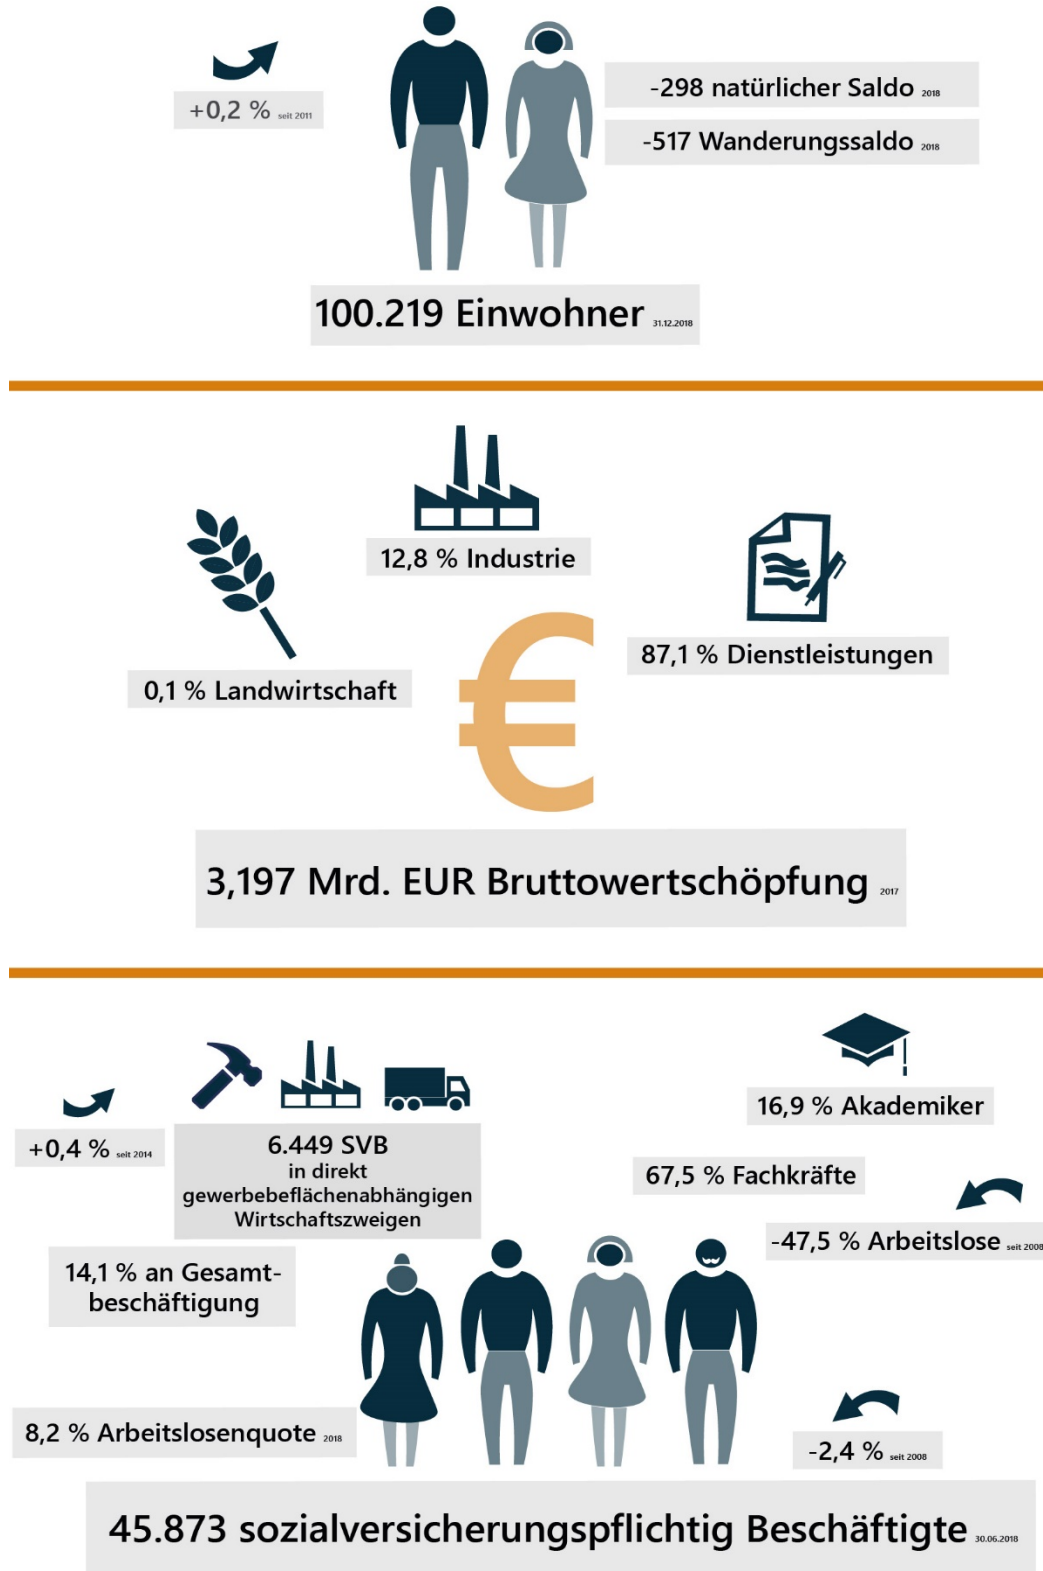 +0,2 % seit 2011
-298 natürlicher Saldo 2018
-517 Wanderungssaldo 2018
100.219 Einwohner 31.12.2018
12,8 % Industrie
87,1 % Dienstleistungen
0,1 % Landwirtschaft
€
3,197 Mrd. EUR Bruttowertschöpfung 2017
16,9 % Akademiker
+0,4 % seit 2014
6.449 SVB
in direkt
gewerbebeflächenabhängigen
Wirtschaftszweigen
67,5 % Fachkräfte
-47,5 % Arbeitslose seit 2008
14,1 % an Gesamt-
beschäftigung
8,2 % Arbeitslosenquote 2018
-2,4 % seit 2008
45.873 sozialversicherungspflichtig Beschäftigte 30.06.2018